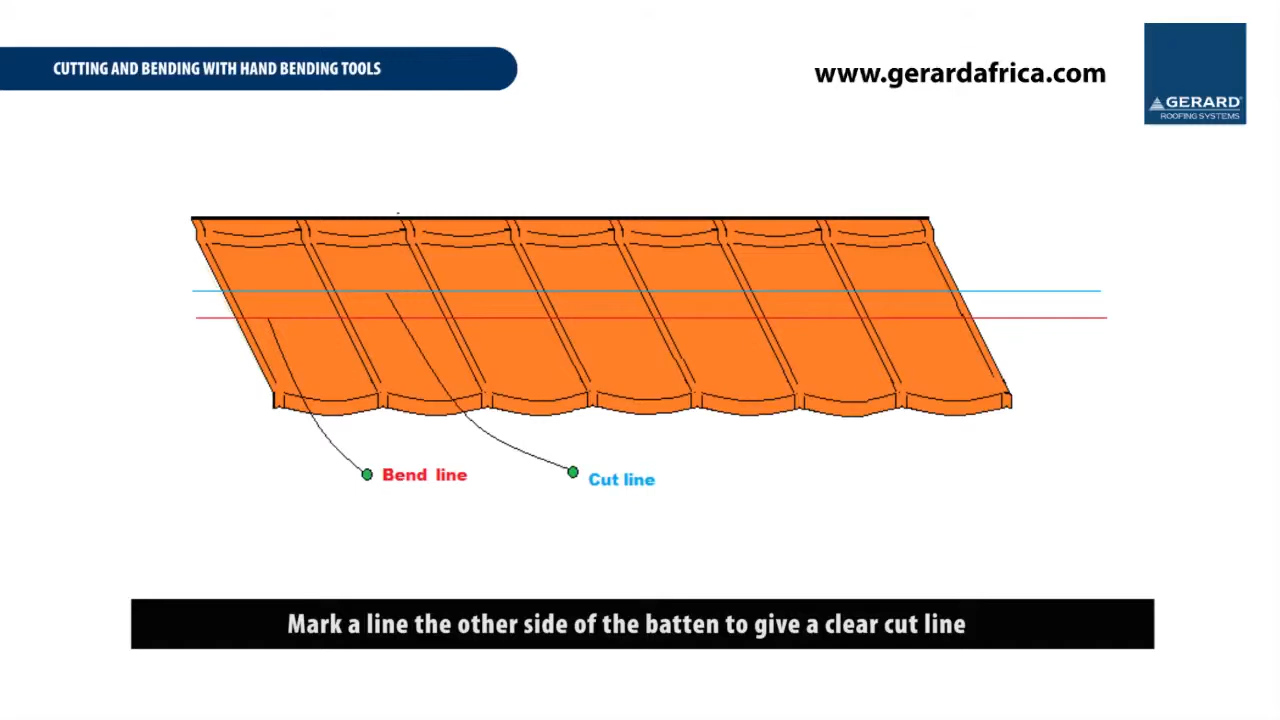 CUTTING AND BENDING WITH HAND BENDING TOOLS
www.gerardafrica.com
GERARD®
ROOFING SYSTEMS
Bend line
Cut line
Mark a line the other side of the batten to give a clear cut line